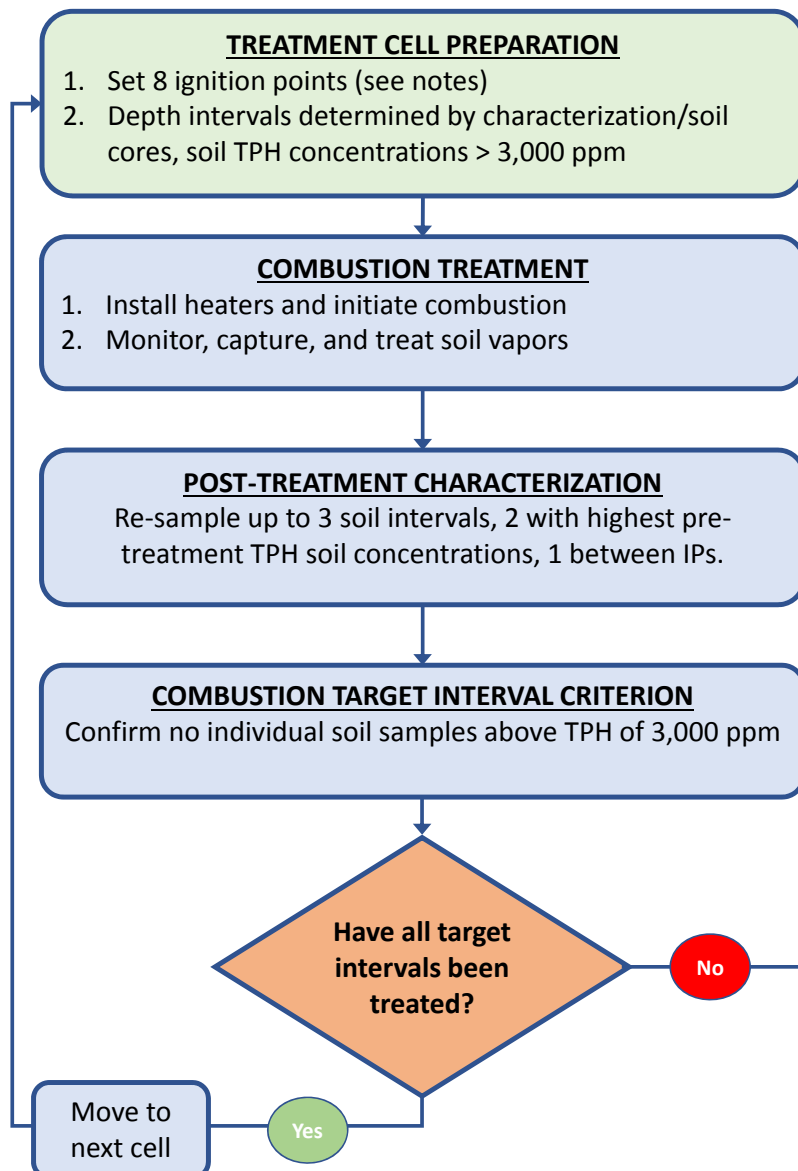 TREATMENT CELL PREPARATION
1. Set 8 ignition points (see notes)
2. Depth intervals determined by characterization/soil
cores, soil TPH concentrations > 3,000 ppm
COMBUSTION TREATMENT
1. Install heaters and initiate combustion
2. Monitor, capture, and treat soil vapors
POST-TREATMENT CHARACTERIZATION
Re-sample up to 3 soil intervals, 2 with highest pre-
treatment TPH soil concentrations, 1 between IPs.
COMBUSTION TARGET INTERVAL CRITERION
Confirm no individual soil samples above TPH of 3,000 ppm
Have all target
intervals been
treated?
No
Yes
Move to
next cell